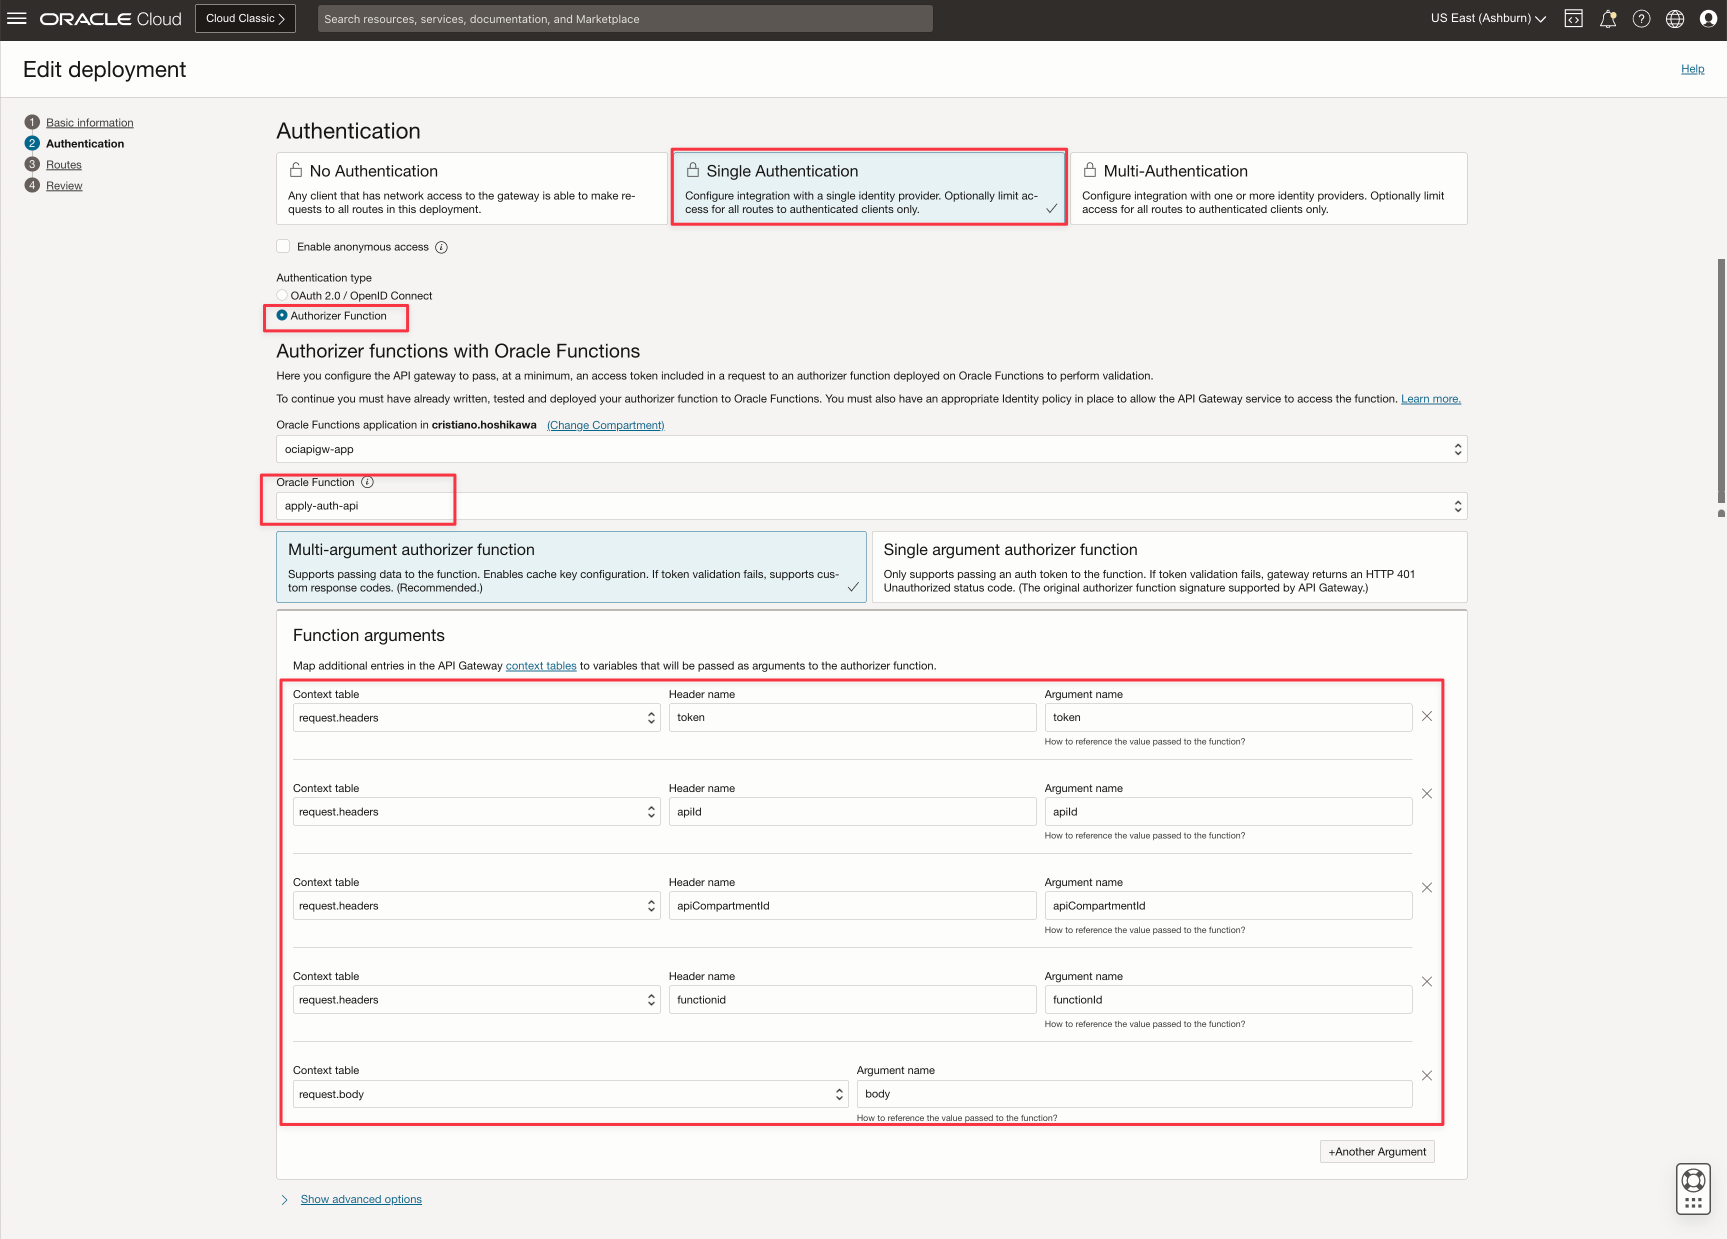 ORACLE Cloud
Cloud Classic
Search resources, services, documentation, and Marketplace
US East (Ashburn)
Edit deployment
Help
1 Basic information
2 Authentication
3 Routes
4 Review
Authentication
No Authentication
Any client that has network access to the gateway is able to make re-
quests to all routes in this deployment.
Single Authentication
Configure integration with a single identity provider. Optionally limit ac-
cess for all routes to authenticated clients only.
Multi-Authentication
Configure integration with one or more identity providers. Optionally limit
access for all routes to authenticated clients only.
Enable anonymous access
Authentication type
OAuth 2.0 / OpenID Connect
Authorizer Function
Authorizer functions with Oracle Functions
Here you configure the API gateway to pass, at a minimum, an access token included in a request to an authorizer function deployed on Oracle Functions to perform validation.
To continue you must have already written, tested and deployed your authorizer function to Oracle Functions. You must also have an appropriate Identity policy in place to allow the API Gateway service to access the function. Learn more.
Oracle Functions application in cristiano.hoshikawa (Change Compartment)
ociapigw-app
Oracle Function
apply-auth-api
Multi-argument authorizer function
Supports passing data to the function. Enables cache key configuration. If token validation fails, supports cus-
tom response codes. (Recommended.)
Single argument authorizer function
Only supports passing an auth token to the function. If token validation fails, gateway returns an HTTP 401
Unauthorized status code. (The original authorizer function signature supported by API Gateway.)
Function arguments
Map additional entries in the API Gateway context tables to variables that will be passed as arguments to the authorizer function.
Context table Header name Argument name
request.headers token token
How to reference the value passed to the function?
Context table Header name Argument name
request.headers apiId apiId
How to reference the value passed to the function?
Context table Header name Argument name
request.headers apiCompartmentId apiCompartmentId
How to reference the value passed to the function?
Context table Header name Argument name
request.headers functionid functionId
How to reference the value passed to the function?
Context table Argument name
request.body body
How to reference the value passed to the function?
+Another Argument
Show advanced options